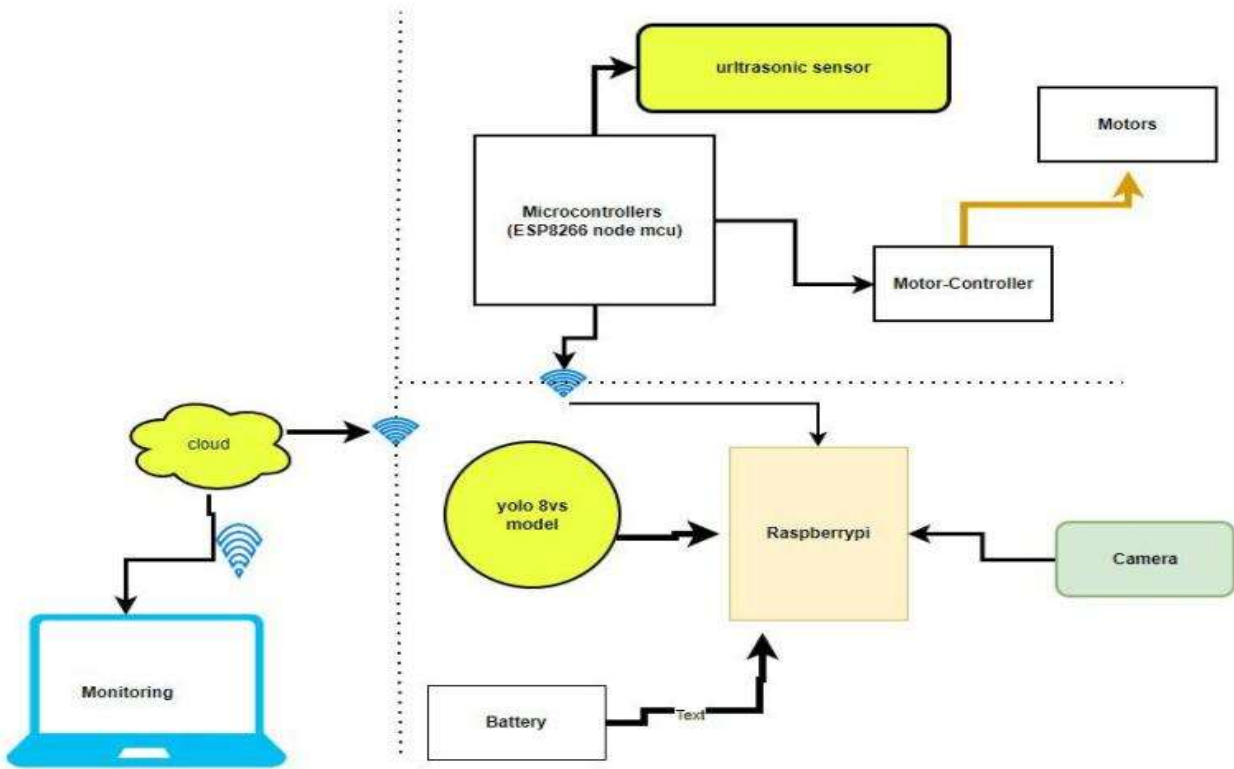 urltrasonic sensor
Motors
Microcontrollers
(ESP8266 node mcu)
Motor-Controller
cloud
yolo 8vs
model
Raspberrypi
Camera
Monitoring
Battery
Text